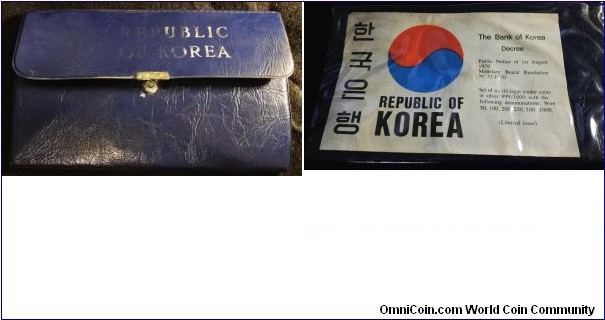 REPUBLIC
OF KOREA
한국은행
REPUBLIC OF
KOREA
The Bank of Korea
Decree
Public Notice of 1st August
1970
Monetary Board Resolution
Set of six (6) legal tender coins
in silver 999/1000 with the
following denominations: Won
50, 100, 200, 250, 500, 1000.
(Limited issue)
OmniCoin.com World Coin Community